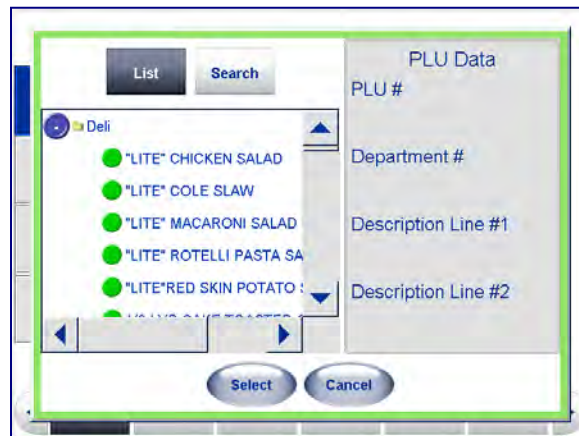 List
Search
PLU Data
PLU #
Deli
"LITE" CHICKEN SALAD
Department #
"LITE" COLE SLAW
"LITE" MACARONI SALAD
Description Line #1
"LITE" ROTELLI PASTA SA
"LITE"RED SKIN POTATO
Description Line #2
Select
Cancel